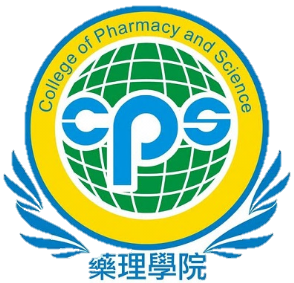 College of Pharmacy and Science
cps
藥理學院